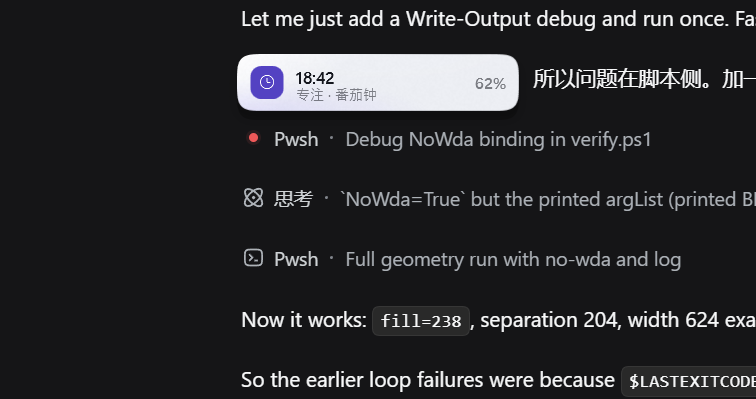 Let me just add a Write-Output debug and run once. Fa
18:42
专注 · 番茄钟
62%
所以问题在脚本侧。加一
Pwsh · Debug NoWda binding in verify.ps1
思考 · `NoWda=True` but the printed argList (printed
Pwsh · Full geometry run with no-wda and log
Now it works: fill=238, separation 204, width 624 exa
So the earlier loop failures were because $LASTEXITCODE